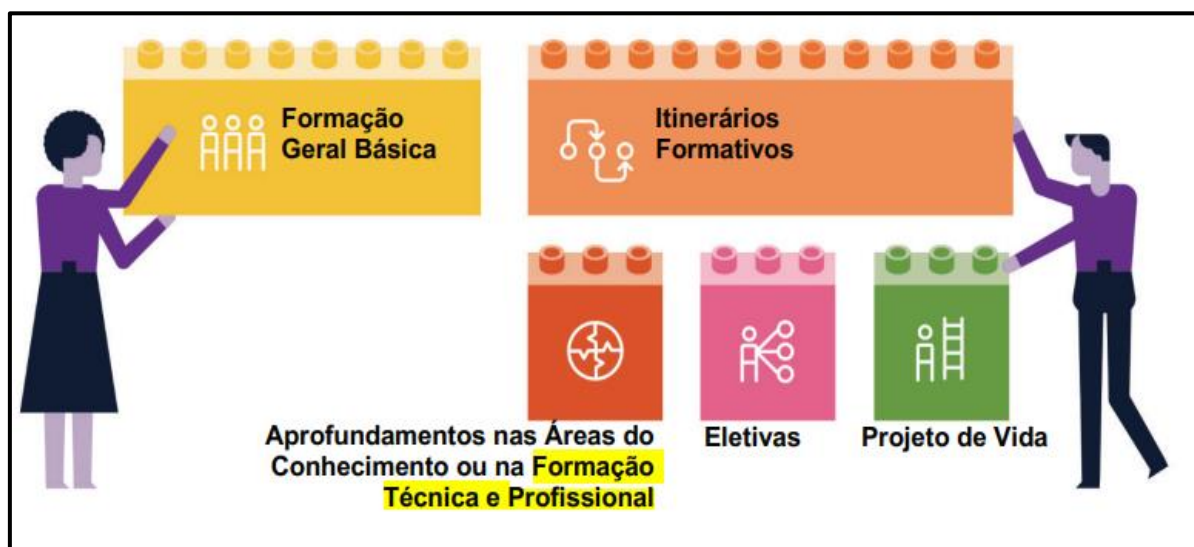 Formação
Geral Básica
Itinerários
Formativos
Aprofundamentos nas Áreas do
Conhecimento ou na Formação
Técnica e Profissional
Eletivas
Projeto de Vida